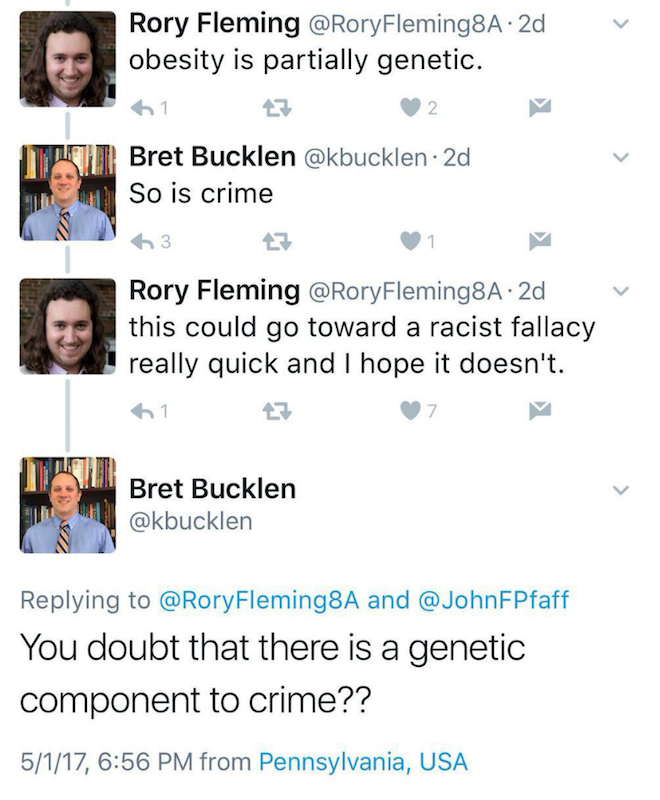 Rory Fleming @RoryFleming8A · 2d
obesity is partially genetic.
1 2
Bret Bucklen @kbucklen · 2d
So is crime
3 1
Rory Fleming @RoryFleming8A · 2d
this could go toward a racist fallacy
really quick and I hope it doesn't.
1 7
Bret Bucklen
@kbucklen
Replying to @RoryFleming8A and @JohnFPfaff
You doubt that there is a genetic
component to crime??
5/1/17, 6:56 PM from Pennsylvania, USA